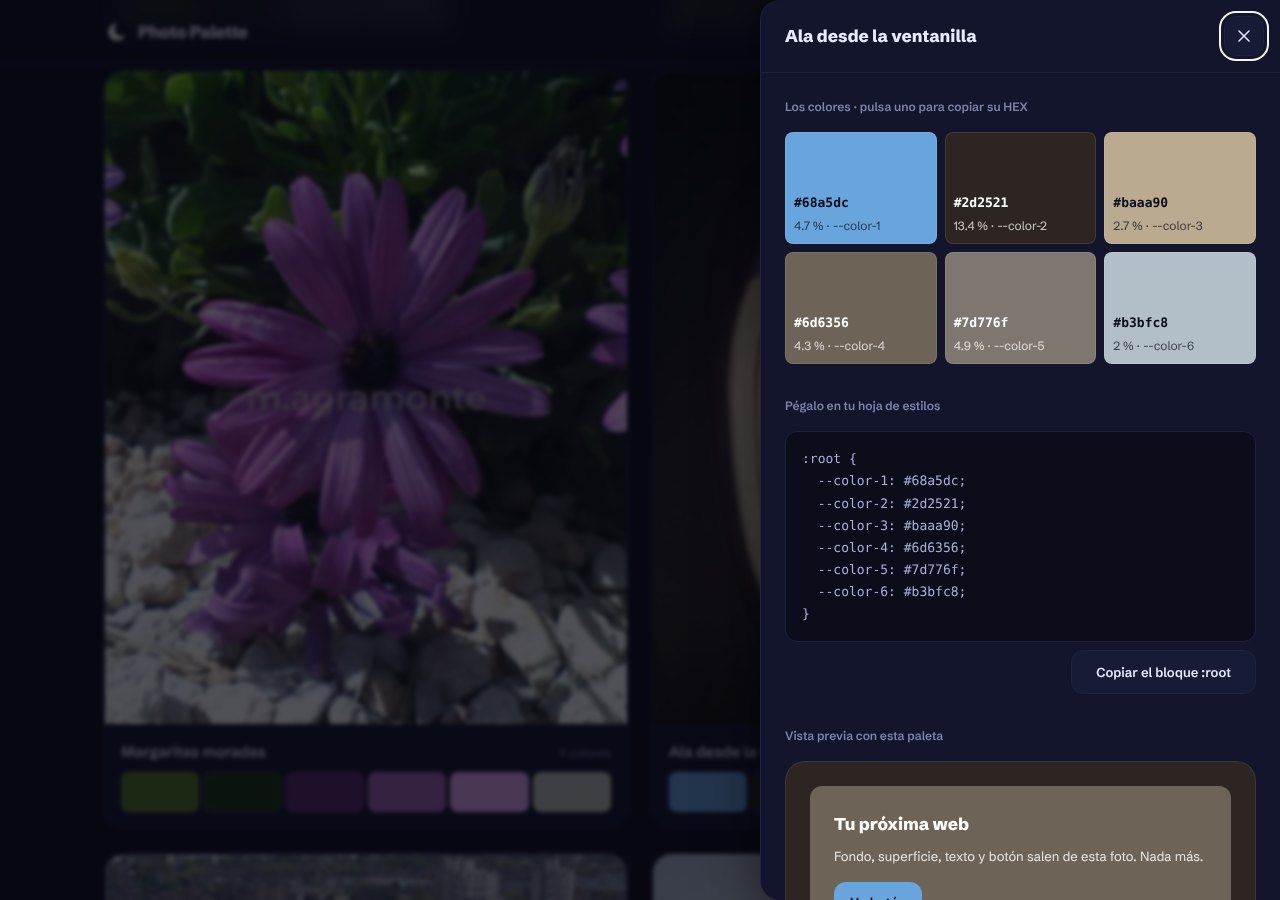 Photo Palette
Ala desde la ventanilla
Los colores · pulsa uno para copiar su HEX
#68a5dc
4.7 % · --color-1
#2d2521
13.4 % · --color-2
#baaa90
2.7 % · --color-3
#6d6356
4.3 % · --color-4
#7d776f
4.9 % · --color-5
#b3bfc8
2 % · --color-6
Pégalo en tu hoja de estilos
:root {
--color-1: #68a5dc;
--color-2: #2d2521;
--color-3: #baaa90;
--color-4: #6d6356;
--color-5: #7d776f;
--color-6: #b3bfc8;
}
Copiar el bloque :root
Vista previa con esta paleta
Tu próxima web
Fondo, superficie, texto y botón salen de esta foto. Nada más.
m.agramonte
Margaritas moradas
Ala desde la